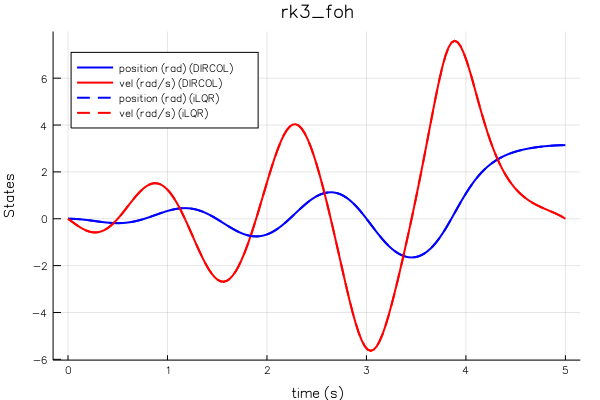 rk3_foh
position (rad) (DIRCOL)
vel (rad/s) (DIRCOL)
position (rad) (iLQR)
vel (rad/s) (iLQR)
States
6
4
2
0
−2
−4
−6
0 1 2 3 4 5
time (s)